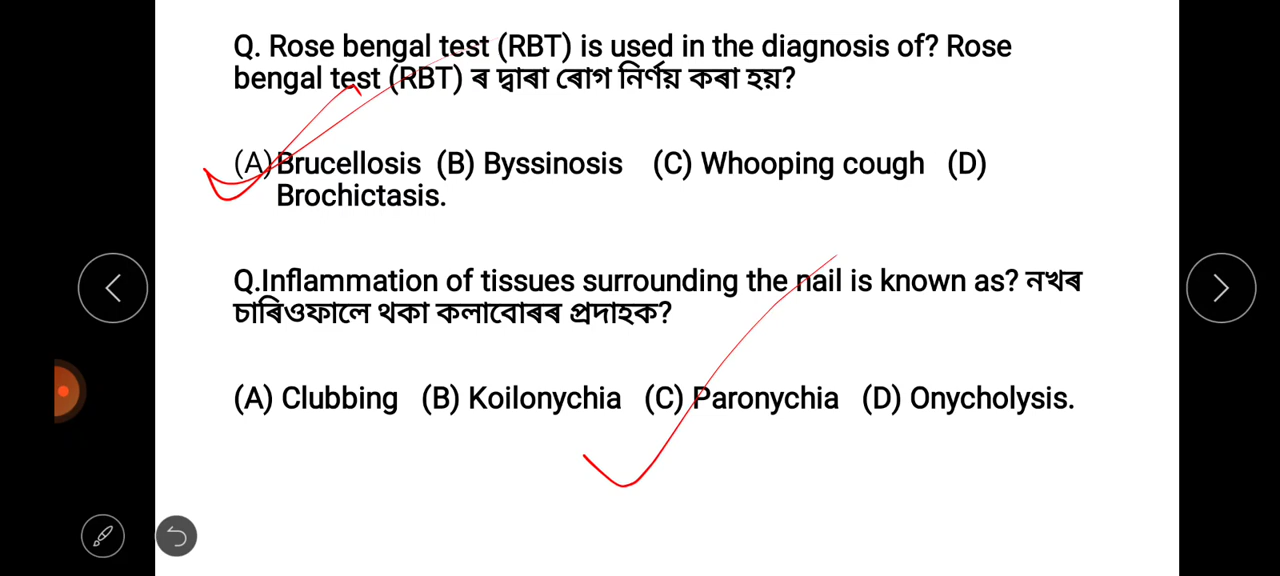 Q. Rose bengal test (RBT) is used in the diagnosis of? Rose
bengal test (RBT) ৰ দ্বাৰা ৰোগ নিৰ্ণয় কৰা হয়?
(A) Brucellosis (B) Byssinosis (C) Whooping cough (D)
Brochictasis.
Q.Inflammation of tissues surrounding the nail is known as? নখৰ
চাৰিওফালে থকা কলাবোৰৰ প্ৰদাহক?
(A) Clubbing (B) Koilonychia (C) Paronychia (D) Onycholysis.